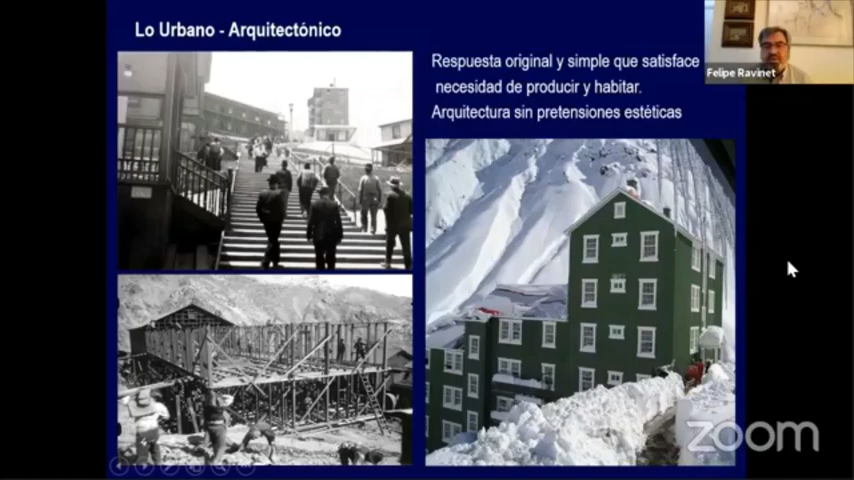 Lo Urbano - Arquitectónico
Respuesta original y simple que satisface
necesidad de producir y habitar.
Arquitectura sin pretensiones estéticas
Felipe Ravinet
zoom